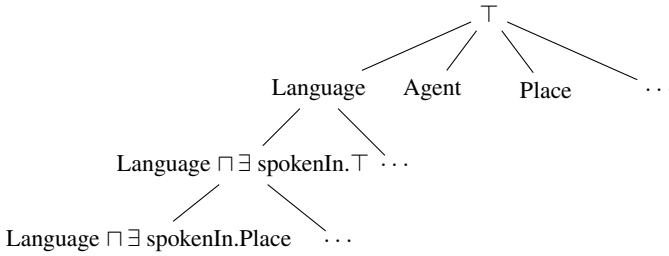 ⊤
Language Agent Place ..
Language ⊓ ∃ spokenIn.⊤ ...
Language ⊓ ∃ spokenIn.Place ...